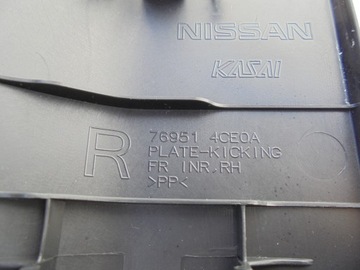 NISSAN
KASAI
R
76951 4CE0A
PLATE-KICKING
FR INR,RH
>PP<